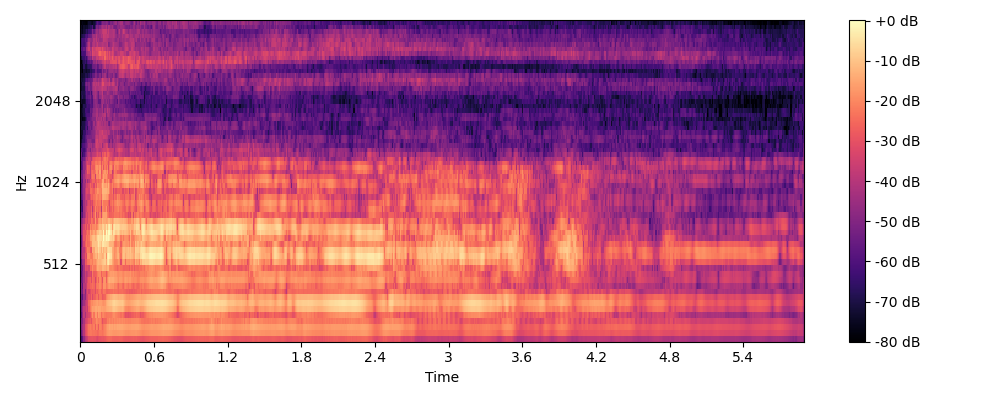 +0 dB
-10 dB
2048
-20 dB
-30 dB
Hz
1024
-40 dB
-50 dB
512
-60 dB
-70 dB
-80 dB
0 0.6 1.2 1.8 2.4 3 3.6 4.2 4.8 5.4
Time